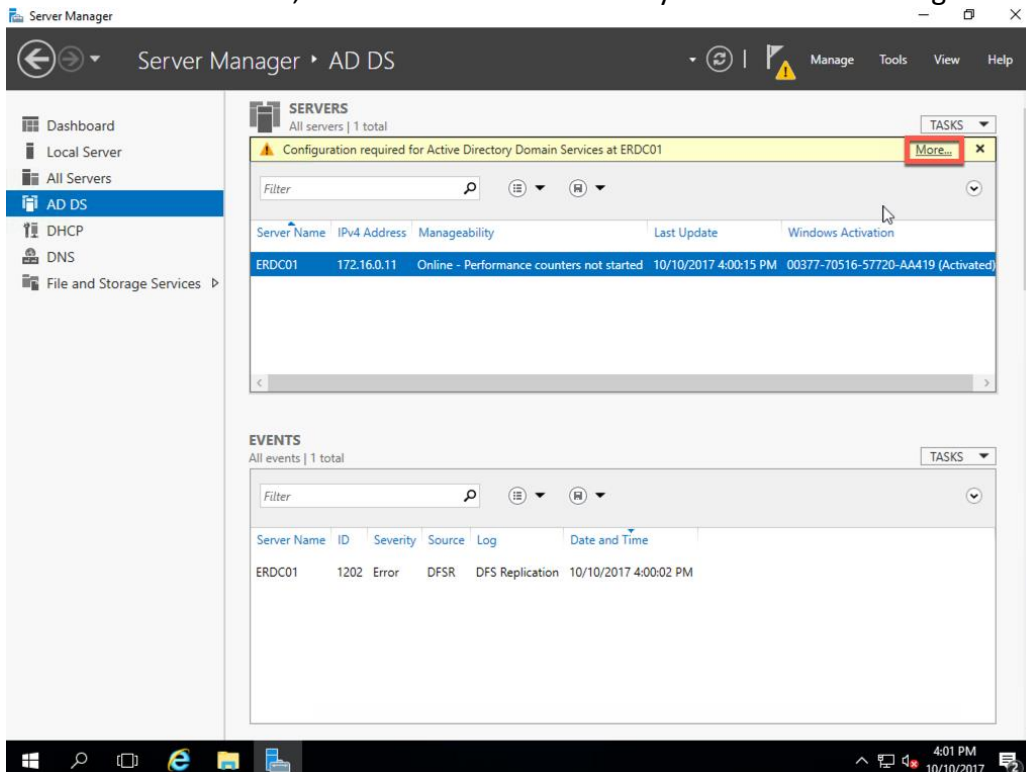 Server Manager
Server Manager ‣ AD DS
Manage Tools View Help
Dashboard
Local Server
All Servers
AD DS
DHCP
DNS
File and Storage Services
SERVERS
All servers | 1 total
TASKS
Configuration required for Active Directory Domain Services at ERDC01 More...
Filter
Server Name IPv4 Address Manageability Last Update Windows Activation
ERDC01 172.16.0.11 Online - Performance counters not started 10/10/2017 4:00:15 PM 00377-70516-57720-AA419 (Activated)
EVENTS
All events | 1 total
TASKS
Filter
Server Name ID Severity Source Log Date and Time
ERDC01 1202 Error DFSR DFS Replication 10/10/2017 4:00:02 PM
4:01 PM
10/10/2017
2